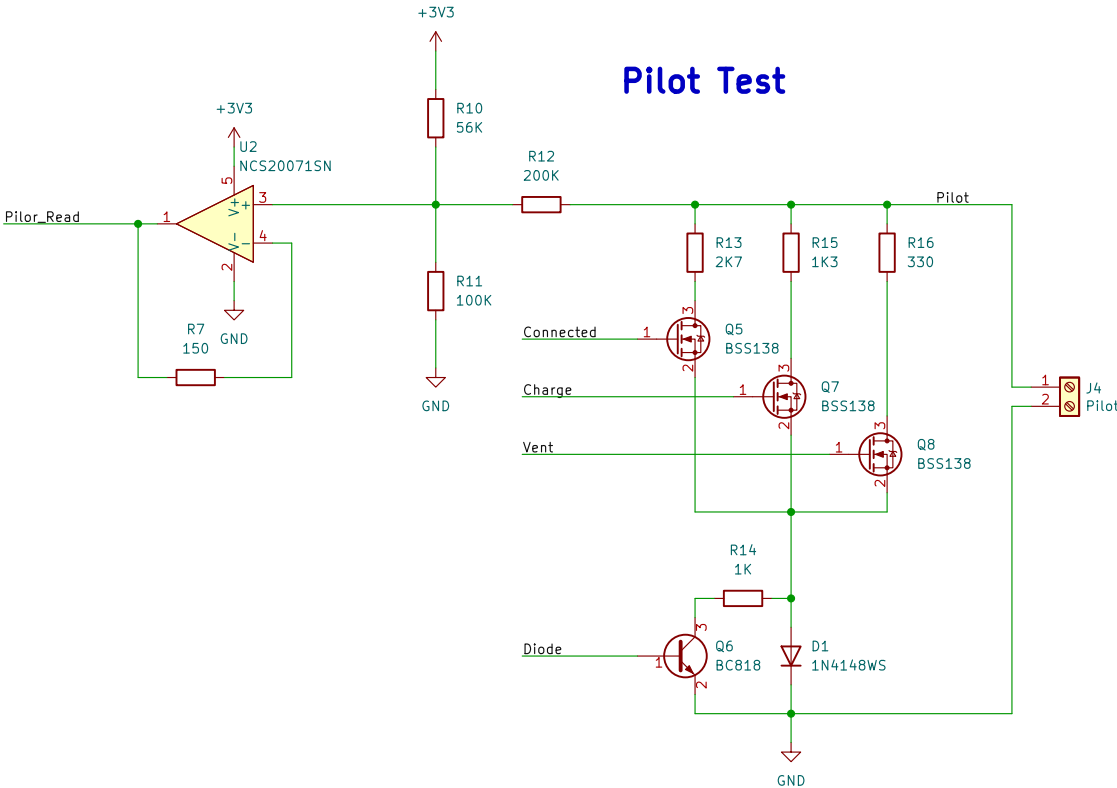 +3V3
Pilot Test
+3V3
R10
56K
U2
NCS20071SN
R12
200K
5
3
V+
+
Pilot
Pilor_Read
1
4
V-
-
2
R13
2K7
R15
1K3
R16
330
R11
100K
3
R7
150
GND
Connected
1
Q5
BSS138
2
3
GND
Charge
1
Q7
BSS138
2
1
2
J4
Pilot
3
Vent
1
Q8
BSS138
2
R14
1K
3
Diode
1
Q6
BC818
2
D1
1N4148WS
GND